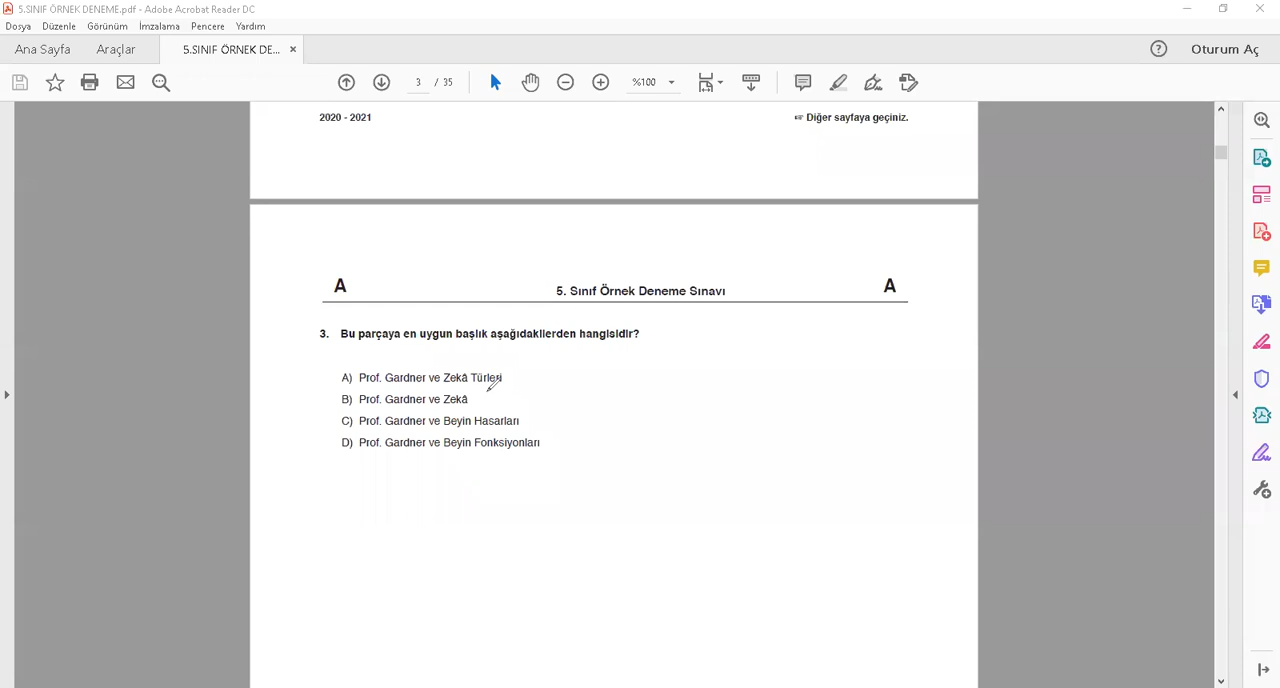 5.SINIF ÖRNEK DENEME.pdf - Adobe Acrobat Reader DC
Dosya Düzenle Görünüm İmzalama Pencere Yardım
Ana Sayfa Araçlar 5.SINIF ÖRNEK DE... × ? Oturum Aç
3 / 35 %100
2020 - 2021 ☞ Diğer sayfaya geçiniz.
A 5. Sınıf Örnek Deneme Sınavı A
3. Bu parçaya en uygun başlık aşağıdakilerden hangisidir?
A) Prof. Gardner ve Zekâ Türleri
B) Prof. Gardner ve Zekâ
C) Prof. Gardner ve Beyin Hasarları
D) Prof. Gardner ve Beyin Fonksiyonları